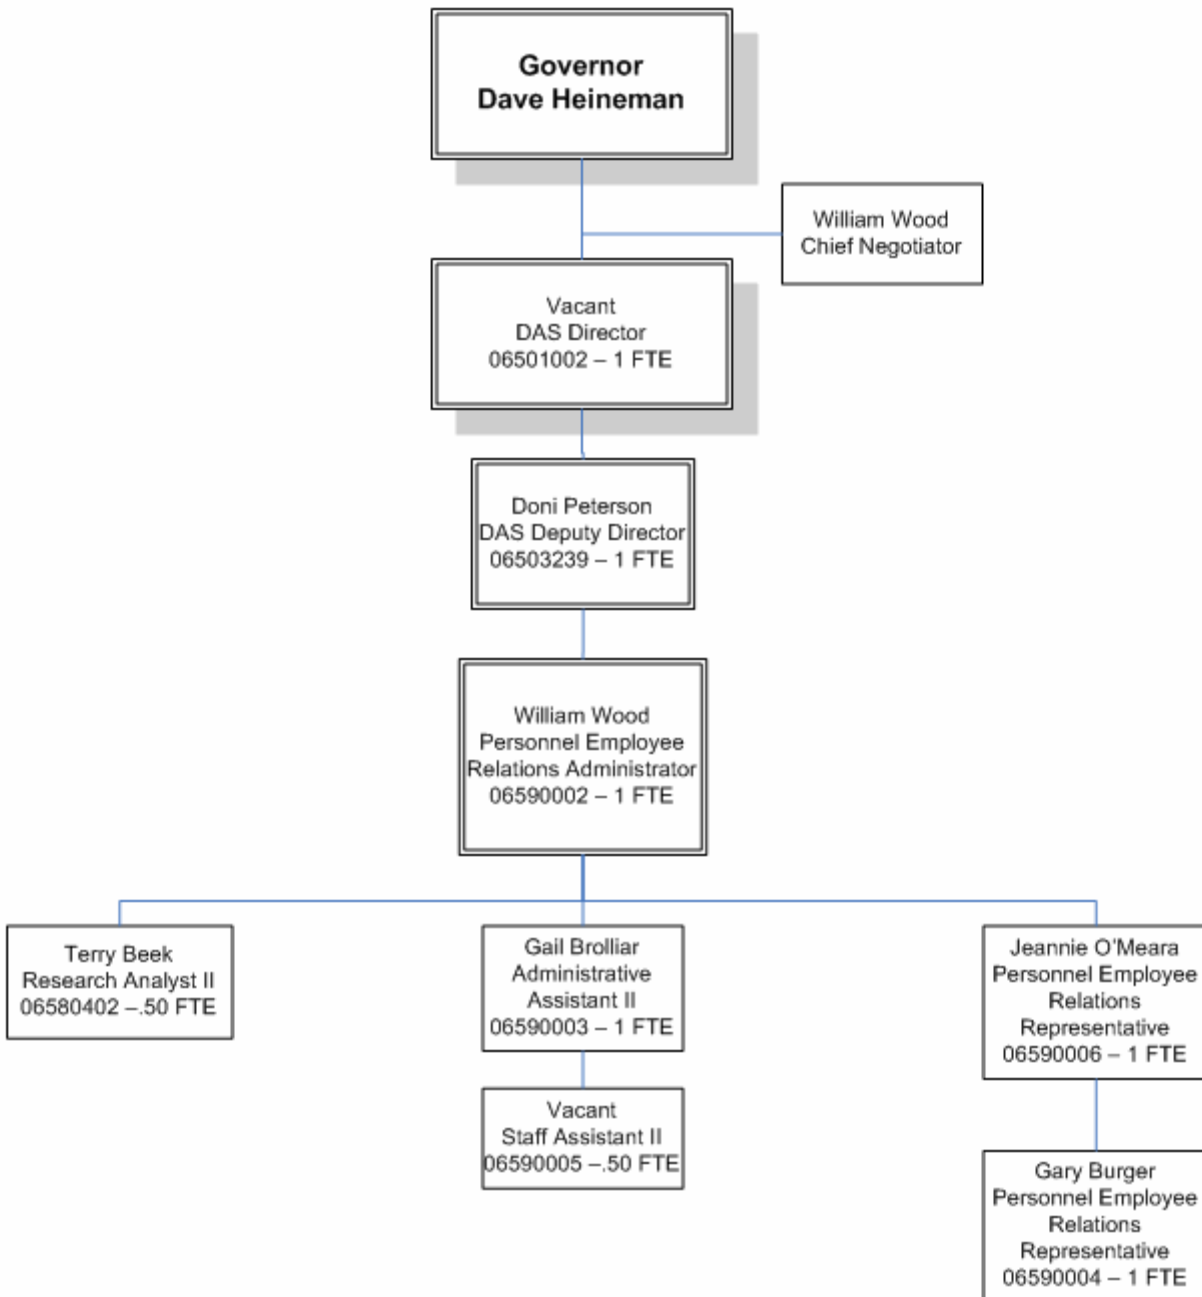 Governor
Dave Heineman
William Wood
Chief Negotiator
Vacant
DAS Director
06501002 – 1 FTE
Doni Peterson
DAS Deputy Director
06503239 – 1 FTE
William Wood
Personnel Employee
Relations Administrator
06590002 – 1 FTE
Terry Beek
Research Analyst II
06580402 –.50 FTE
Gail Brolliar
Administrative
Assistant II
06590003 – 1 FTE
Jeannie O’Meara
Personnel Employee
Relations
Representative
06590006 – 1 FTE
Vacant
Staff Assistant II
06590005 –.50 FTE
Gary Burger
Personnel Employee
Relations
Representative
06590004 – 1 FTE